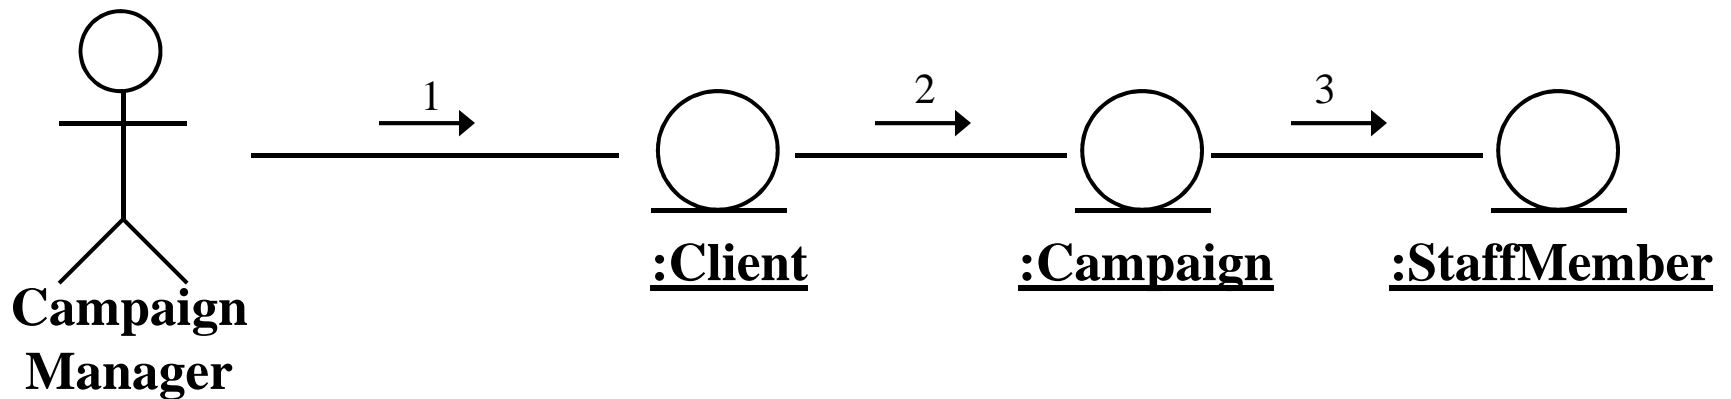 1
2
3
:Client
:Campaign
:StaffMember
Campaign
Manager